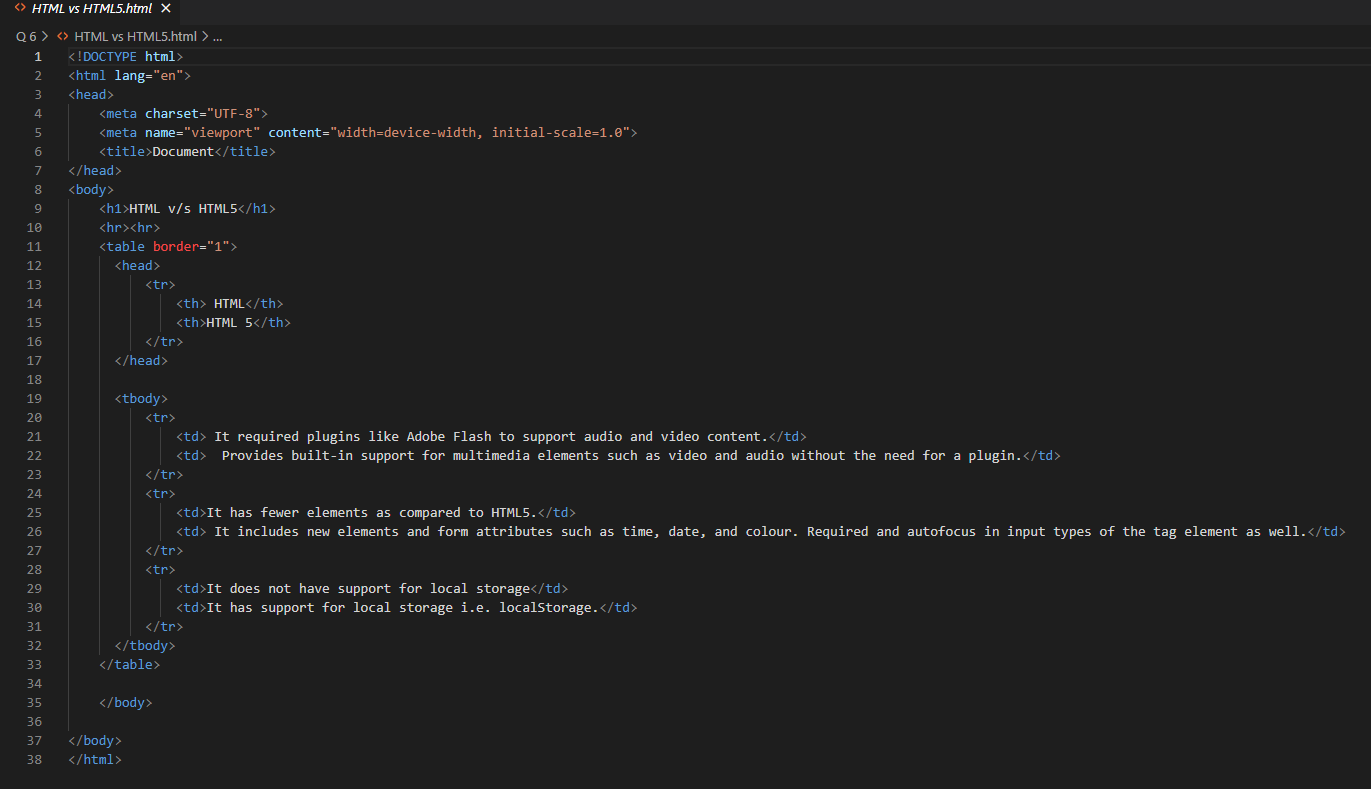 HTML vs HTML5.html
Q 6 > HTML vs HTML5.html > ...
1 <!DOCTYPE html>
2 <html lang="en">
3 <head>
4     <meta charset="UTF-8">
5     <meta name="viewport" content="width=device-width, initial-scale=1.0">
6     <title>Document</title>
7 </head>
8 <body>
9     <h1>HTML v/s HTML5</h1>
10     <hr><hr>
11     <table border="1">
12       <head>
13           <tr>
14               <th> HTML</th>
15               <th>HTML 5</th>
16           </tr>
17       </head>
18
19       <tbody>
20           <tr>
21               <td> It required plugins like Adobe Flash to support audio and video content.</td>
22               <td>  Provides built-in support for multimedia elements such as video and audio without the need for a plugin.</td>
23           </tr>
24           <tr>
25               <td>It has fewer elements as compared to HTML5.</td>
26               <td> It includes new elements and form attributes such as time, date, and colour. Required and autofocus in input types of the tag element as well.</td>
27           </tr>
28           <tr>
29               <td>It does not have support for local storage</td>
30               <td>It has support for local storage i.e. localStorage.</td>
31           </tr>
32       </tbody>
33     </table>
34
35     </body>
36
37 </body>
38 </html>